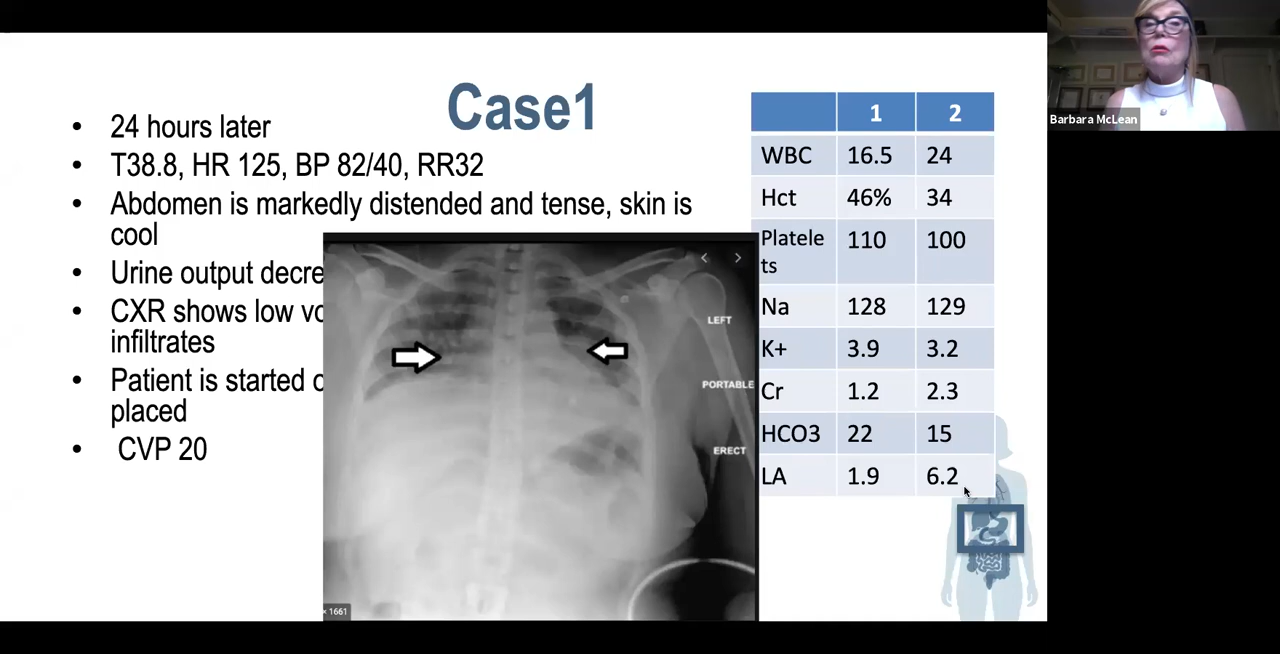 Case1
• 24 hours later
• T38.8, HR 125, BP 82/40, RR32
• Abdomen is markedly distended and tense, skin is
cool
• Urine output decre
• CXR shows low vo
infiltrates
• Patient is started o
placed
• CVP 20
LEFT
PORTABLE
ERECT
× 1661
1 2
WBC 16.5 24
Hct 46% 34
Platele
ts 110 100
Na 128 129
K+ 3.9 3.2
Cr 1.2 2.3
HCO3 22 15
LA 1.9 6.2
Barbara McLean